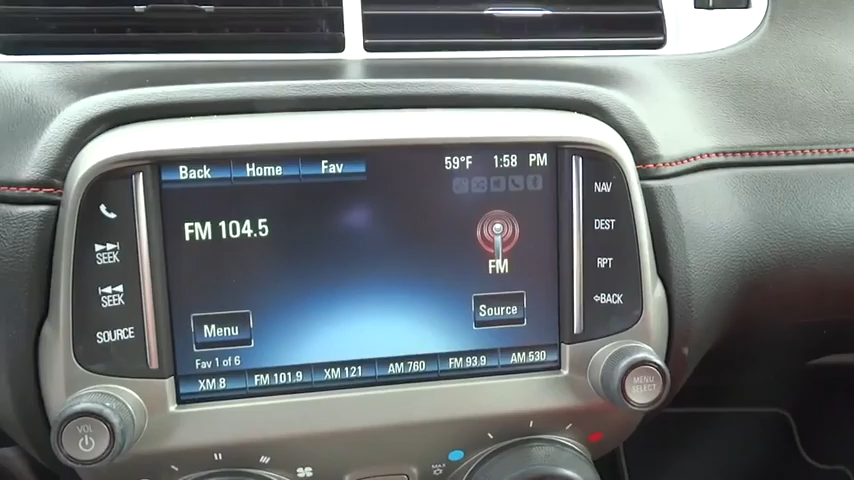 Back Home Fav 59°F 1:58 PM
FM 104.5
FM
Menu
Source
Fav 1 of 6
XM 8 FM 101.9 XM 121 AM 760 FM 93.9 AM 530
SEEK
SEEK
SOURCE
NAV
DEST
RPT
BACK
VOL
MENU
SELECT
MAX